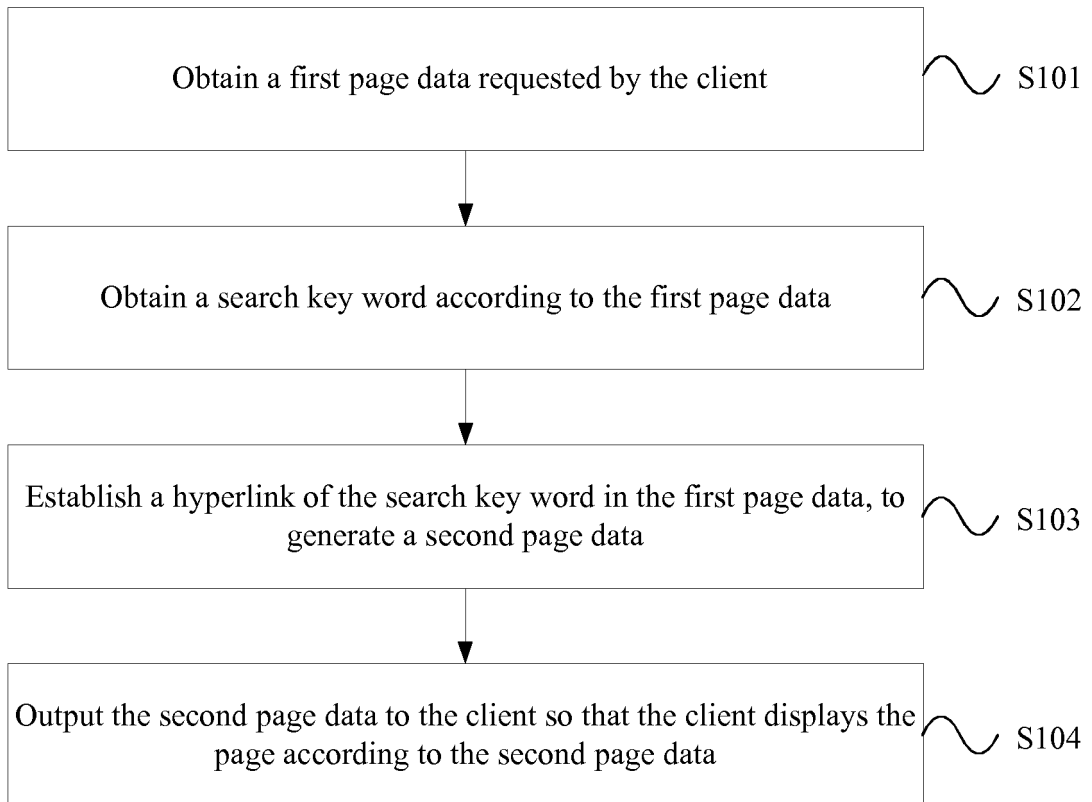 Obtain a first page data requested by the client
S101
Obtain a search key word according to the first page data
S102
Establish a hyperlink of the search key word in the first page data, to
generate a second page data
S103
Output the second page data to the client so that the client displays the
page according to the second page data
S104